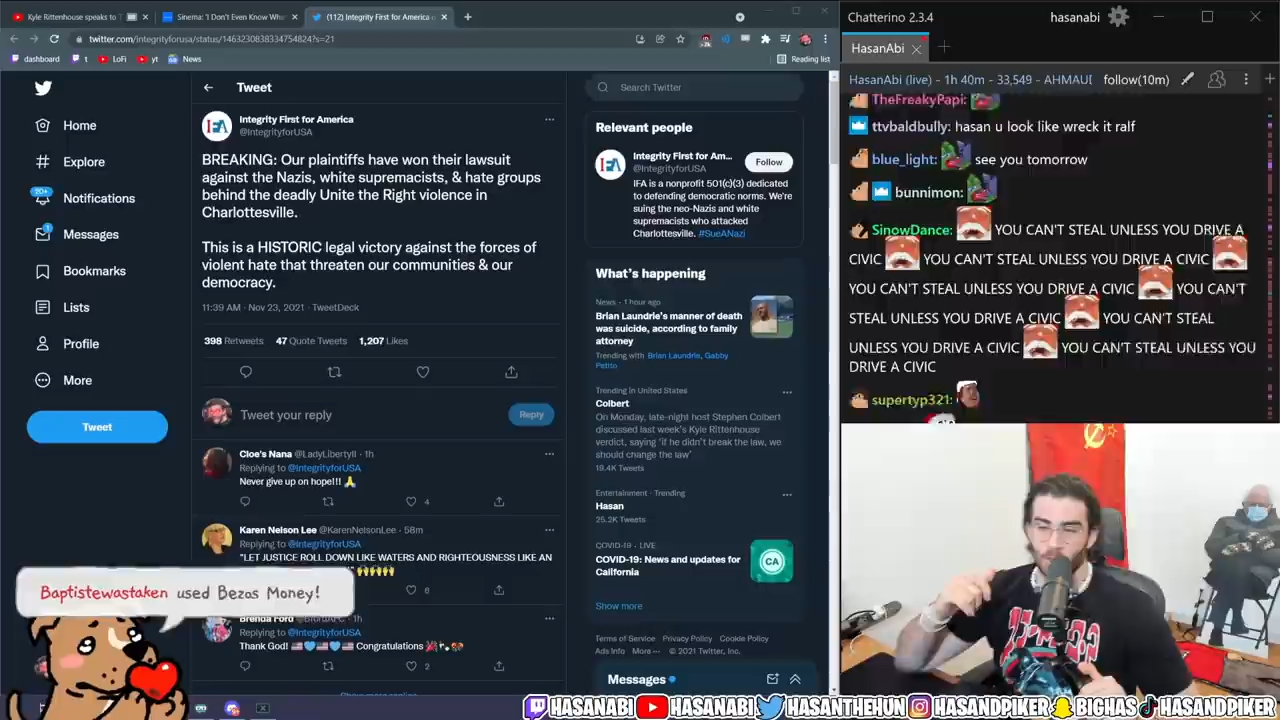 Kyle Rittenhouse speaks to T
Sinema: 'I Don't Even Know Wh
(112) Integrity First for America
twitter.com/integrityforusa/status/1463230838334754824?s=21
dashboard
t
LoFi
yt
News
Reading list
Home
Explore
20+
Notifications
1
Messages
Bookmarks
Lists
Profile
More
Tweet
Tweet
IFA
Integrity First for America
@IntegrityforUSA
BREAKING: Our plaintiffs have won their lawsuit
against the Nazis, white supremacists, & hate groups
behind the deadly Unite the Right violence in
Charlottesville.
This is a HISTORIC legal victory against the forces of
violent hate that threaten our communities & our
democracy.
11:39 AM · Nov 23, 2021 · TweetDeck
398 Retweets 47 Quote Tweets 1,207 Likes
Tweet your reply
Reply
Cloe's Nana @LadyLibertyII · 1h
Replying to @IntegrityforUSA
Never give up on hope!!! 🙏
4
Karen Nelson Lee @KarenNelsonLee · 58m
Replying to @IntegrityforUSA
"LET JUSTICE ROLL DOWN LIKE WATERS AND RIGHTEOUSNESS LIKE AN
6
Brenda Ford
1h
Replying to @IntegrityforUSA
Thank God! Congratulations
2
Baptistewastaken used Bezos Money!
Search Twitter
Relevant people
IFA
Integrity First for Am...
@IntegrityforUSA
Follow
IFA is a nonprofit 501(c)(3) dedicated
to defending democratic norms. We're
suing the neo-Nazis and white
supremacists who attacked
Charlottesville. #SueANazi
What's happening
News · 1 hour ago
Brian Laundrie's manner of death
was suicide, according to family
attorney
Trending with Brian Laundrie, Gabby
Petito
Trending in United States
Colbert
On Monday, late-night host Stephen Colbert
discussed last week's Kyle Rittenhouse
verdict, saying 'if he didn't break the law, we
should change the law'
19.4K Tweets
Entertainment · Trending
Hasan
25.2K Tweets
COVID-19 · LIVE
COVID-19: News and updates for
California
CA
Show more
Terms of Service Privacy Policy Cookie Policy
Ads Info More ··· © 2021 Twitter, Inc.
Messages
Chatterino 2.3.4
hasanabi
HasanAbi
HasanAbi (live) - 1h 40m - 33,549 - AHMAUD
follow(10m)
TheFreakyPapi:
ttvbaldbully: hasan u look like wreck it ralf
blue_light: see you tomorrow
bunnimon:
SinowDance: YOU CAN'T STEAL UNLESS YOU DRIVE A
CIVIC YOU CAN'T STEAL UNLESS YOU DRIVE A CIVIC
YOU CAN'T STEAL UNLESS YOU DRIVE A CIVIC YOU CAN'T
STEAL UNLESS YOU DRIVE A CIVIC YOU CAN'T STEAL
UNLESS YOU DRIVE A CIVIC YOU CAN'T STEAL UNLESS YOU
DRIVE A CIVIC
supertyp321:
HASANABI HASANABI HASANTHEHUN HASANDPIKER BIGHAS HASANDPIKER